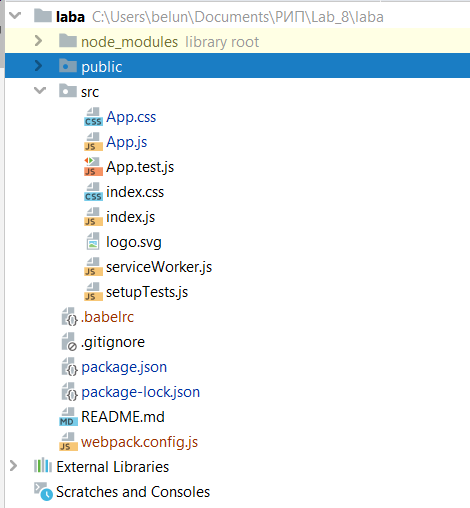 laba C:\Users\belun\Documents\РИП\Lab_8\laba
node_modules library root
public
src
App.css
App.js
App.test.js
index.css
index.js
logo.svg
serviceWorker.js
setupTests.js
.babelrc
.gitignore
package.json
package-lock.json
README.md
webpack.config.js
External Libraries
Scratches and Consoles